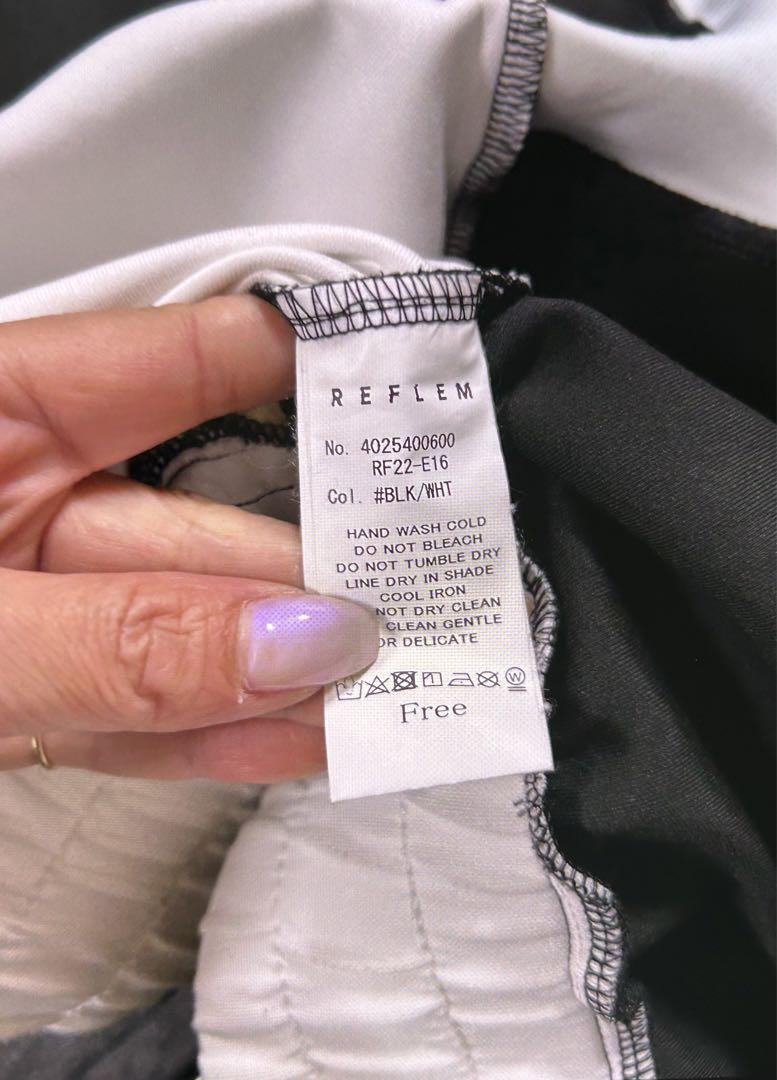 REFLEM
No. 4025400600
RF22-E16
Col. #BLK/WHT
HAND WASH COLD
DO NOT BLEACH
DO NOT TUMBLE DRY
LINE DRY IN SHADE
COOL IRON
NOT DRY CLEAN
CLEAN GENTLE
OR DELICATE
W
Free